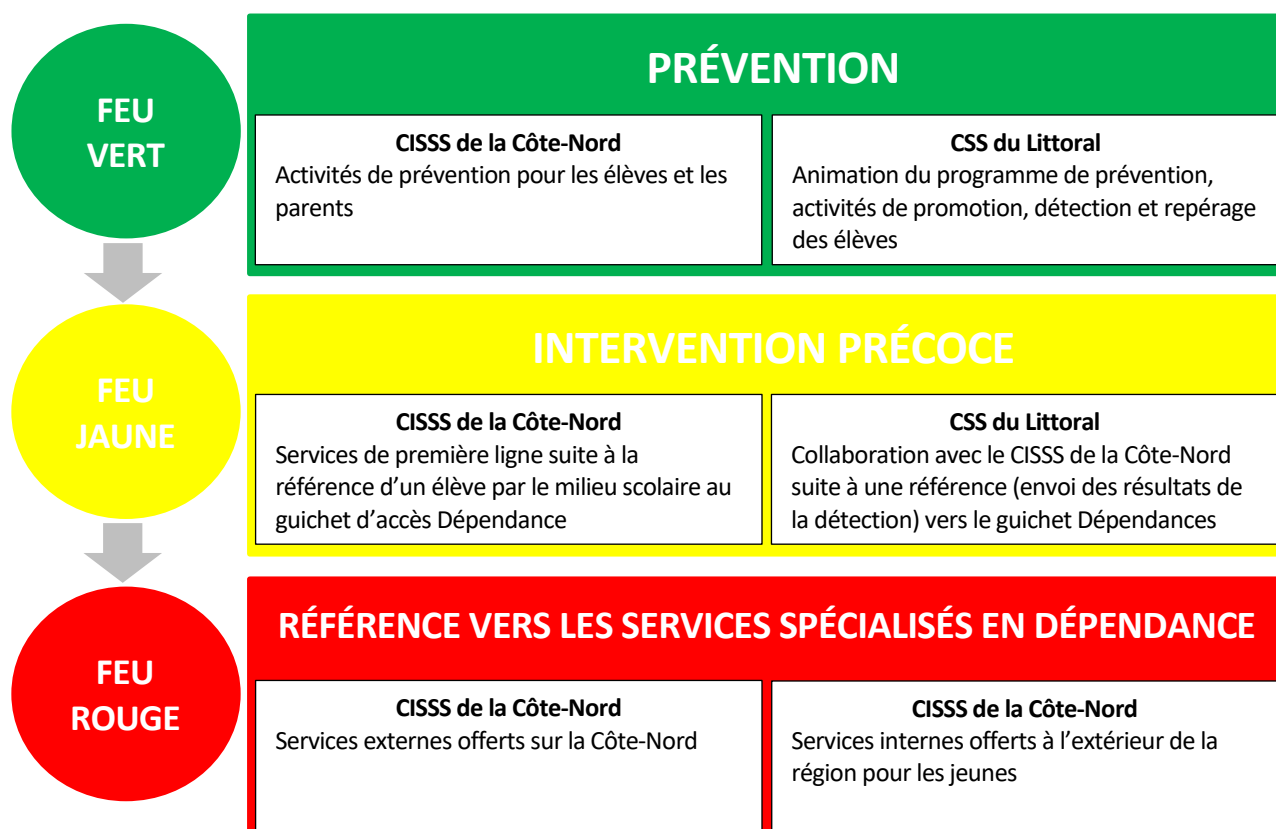 FEU
VERT
PRÉVENTION
CISSS de la Côte-Nord
Activités de prévention pour les élèves et les
parents
CSS du Littoral
Animation du programme de prévention,
activités de promotion, détection et repérage
des élèves
FEU
JAUNE
INTERVENTION PRÉCOCE
CISSS de la Côte-Nord
Services de première ligne suite à la
référence d’un élève par le milieu scolaire au
guichet d’accès Dépendance
CSS du Littoral
Collaboration avec le CISSS de la Côte-Nord
suite à une référence (envoi des résultats de
la détection) vers le guichet Dépendances
FEU
ROUGE
RÉFÉRENCE VERS LES SERVICES SPÉCIALISÉS EN DÉPENDANCE
CISSS de la Côte-Nord
Services externes offerts sur la Côte-Nord
CISSS de la Côte-Nord
Services internes offerts à l’extérieur de la
région pour les jeunes